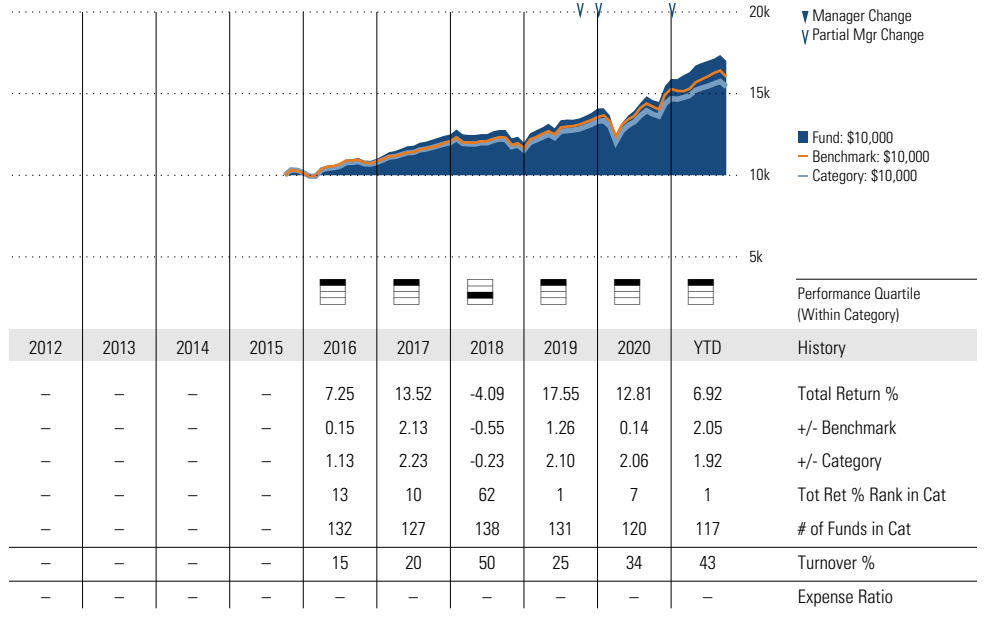 20k
Manager Change
Partial Mgr Change
15k
Fund: $10,000
Benchmark: $10,000
Category: $10,000
10k
5k
Performance Quartile
(Within Category)
2012 2013 2014 2015 2016 2017 2018 2019 2020 YTD History
– – – – 7.25 13.52 -4.09 17.55 12.81 6.92 Total Return %
– – – – 0.15 2.13 -0.55 1.26 0.14 2.05 +/- Benchmark
– – – – 1.13 2.23 -0.23 2.10 2.06 1.92 +/- Category
– – – – 13 10 62 1 7 1 Tot Ret % Rank in Cat
– – – – 132 127 138 131 120 117 # of Funds in Cat
– – – – 15 20 50 25 34 43 Turnover %
– – – – – – – – – – Expense Ratio